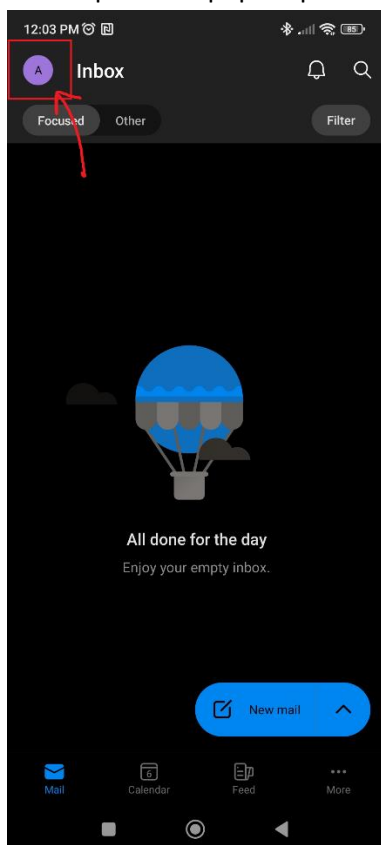 12:03 PM 85
A Inbox
Focused Other Filter
All done for the day
Enjoy your empty inbox.
New mail
6
Mail Calendar Feed More